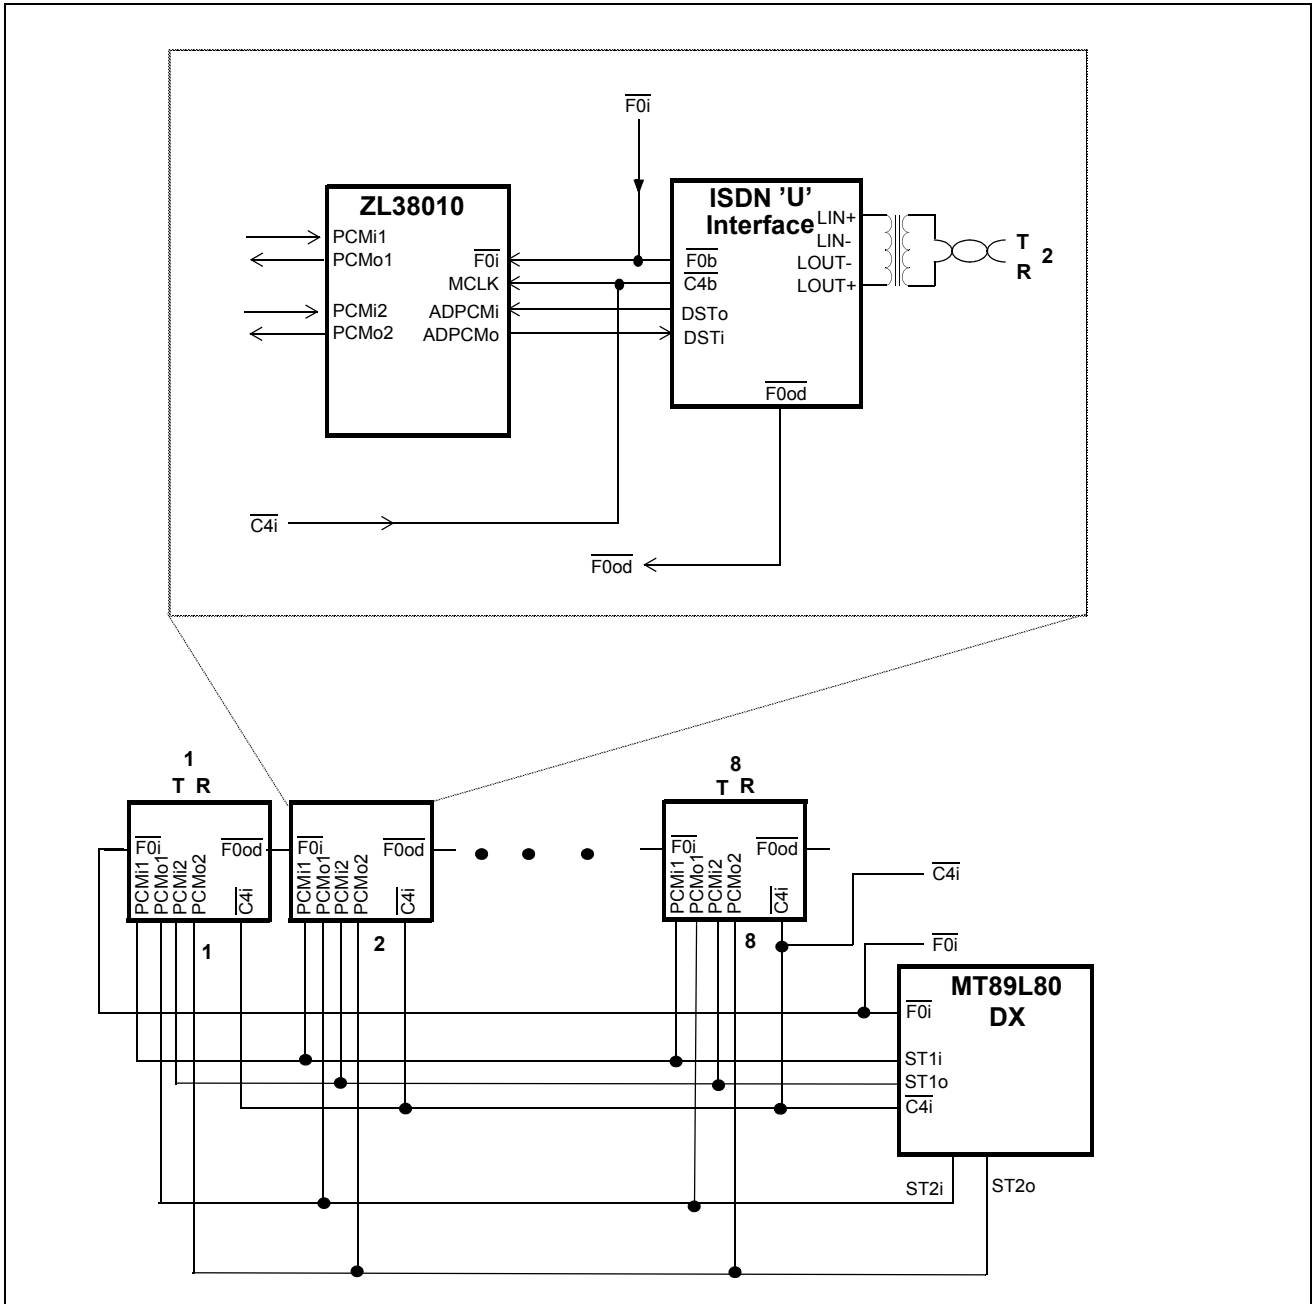 F0i
ZL38010
PCMi1
PCMo1
PCMi2
PCMo2
F0i
MCLK
ADPCMi
ADPCMo
ISDN ’U’
Interface
F0b
C4b
DSTo
DSTi
LIN+
LIN-
LOUT-
LOUT+
F0od
T
R
2
C4i
F0od
1
T R
F0i
F0od
PCMi1
PCMo1
PCMi2
PCMo2
C4i
1
F0i
F0od
PCMi1
PCMo1
PCMi2
PCMo2
C4i
2
8
T R
F0i
F0od
PCMi1
PCMo1
PCMi2
PCMo2
C4i
8
C4i
F0i
MT89L80
DX
F0i
ST1i
ST1o
C4i
ST2i
ST2o